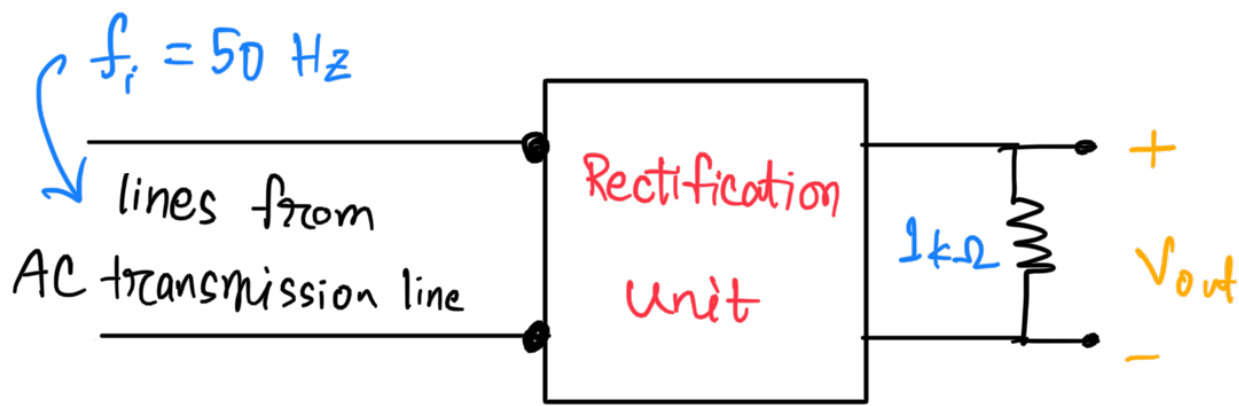 fi = 50 Hz
lines from
AC transmission line
Rectification
unit
1kΩ
+
Vout
-